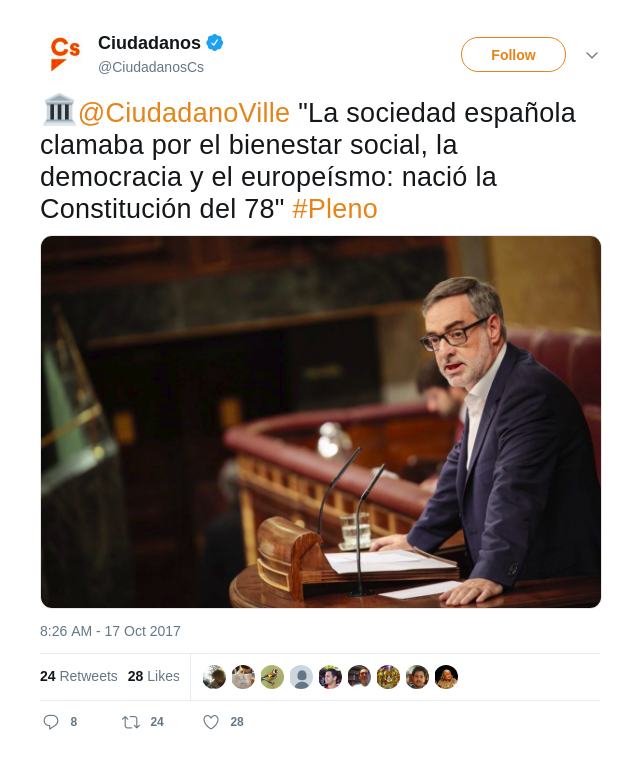 Cs
Ciudadanos
@CiudadanosCs
Follow
@CiudadanoVille "La sociedad española
clamaba por el bienestar social, la
democracia y el europeísmo: nació la
Constitución del 78" #Pleno
8:26 AM - 17 Oct 2017
24 Retweets 28 Likes
8 24 28